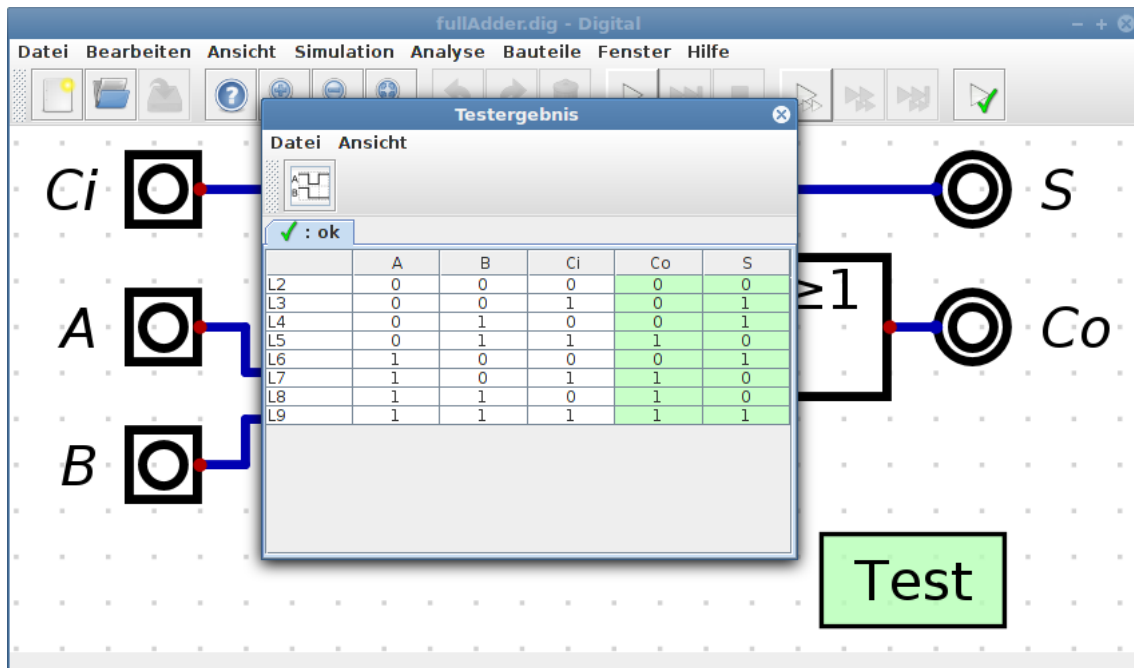 fullAdder.dig - Digital
Datei Bearbeiten Ansicht Simulation Analyse Bauteile Fenster Hilfe
Testergebnis
Datei Ansicht
A
B
: ok
A B Ci Co S
L2 0 0 0 0 0
L3 0 0 1 0 1
L4 0 1 0 0 1
L5 0 1 1 1 0
L6 1 0 0 0 1
L7 1 0 1 1 0
L8 1 1 0 1 0
L9 1 1 1 1 1
Ci
S
≥1
A
Co
B
Test